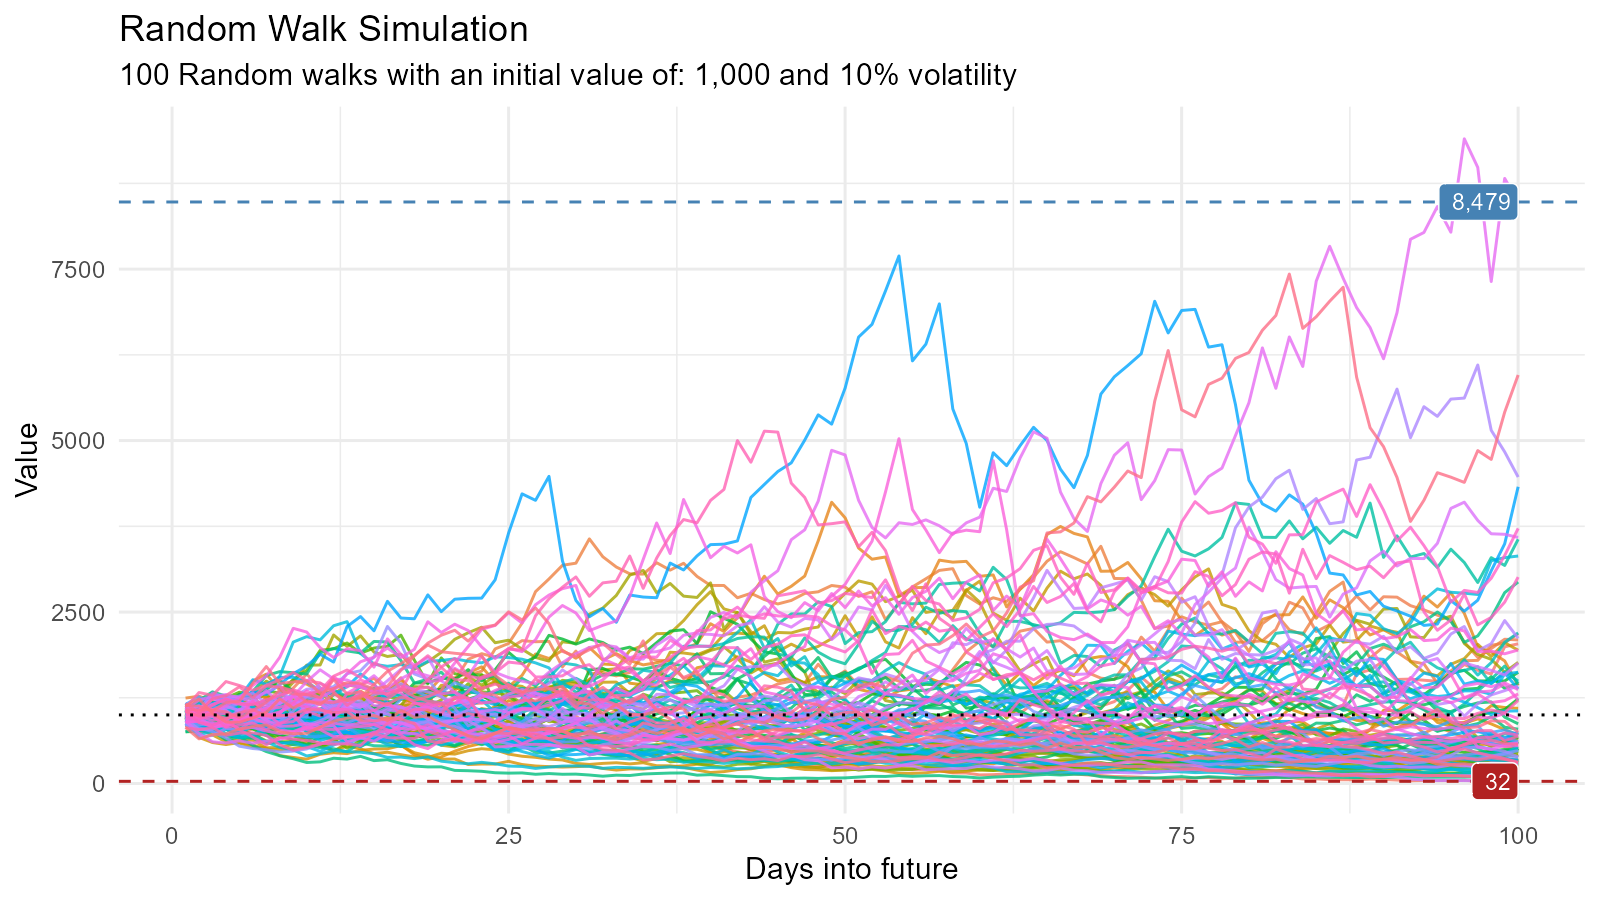 Random Walk Simulation
100 Random walks with an initial value of: 1,000 and 10% volatility
8,479
7500
5000
2500
0
32
Value
0 25 50 75 100
Days into future